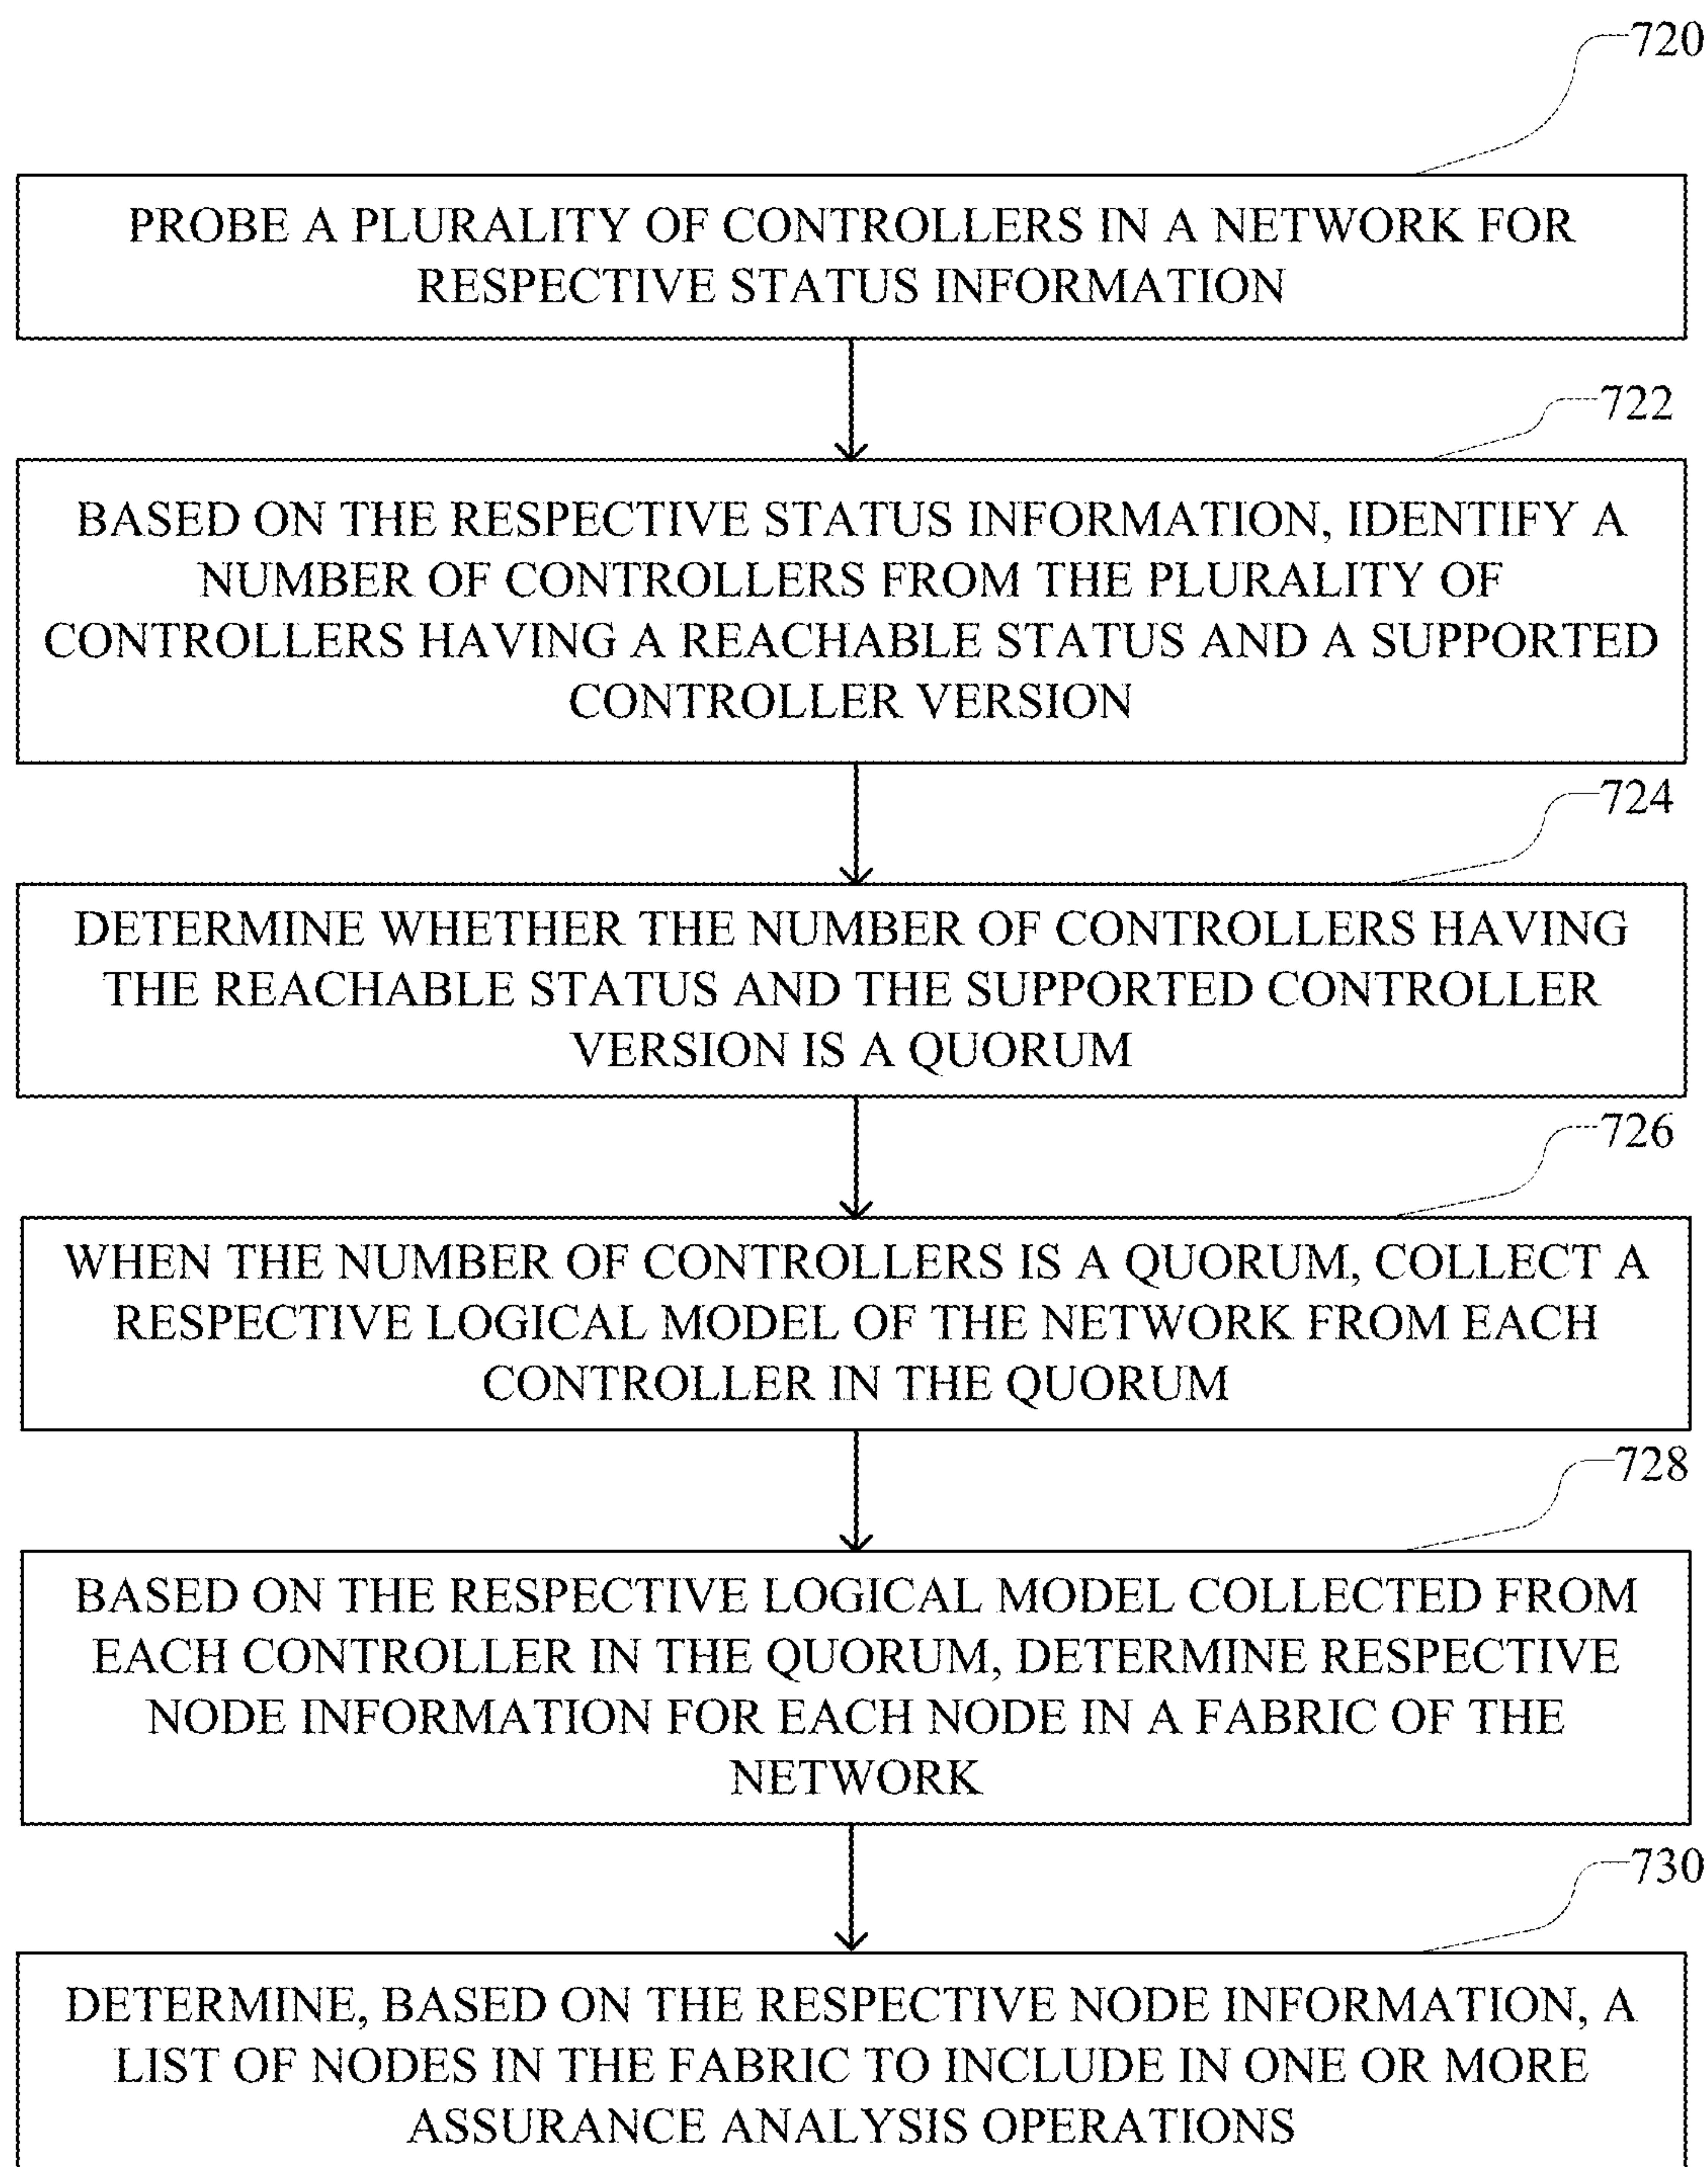 720
PROBE A PLURALITY OF CONTROLLERS IN A NETWORK FOR
RESPECTIVE STATUS INFORMATION
722
BASED ON THE RESPECTIVE STATUS INFORMATION, IDENTIFY A
NUMBER OF CONTROLLERS FROM THE PLURALITY OF
CONTROLLERS HAVING A REACHABLE STATUS AND A SUPPORTED
CONTROLLER VERSION
724
DETERMINE WHETHER THE NUMBER OF CONTROLLERS HAVING
THE REACHABLE STATUS AND THE SUPPORTED CONTROLLER
VERSION IS A QUORUM
726
WHEN THE NUMBER OF CONTROLLERS IS A QUORUM, COLLECT A
RESPECTIVE LOGICAL MODEL OF THE NETWORK FROM EACH
CONTROLLER IN THE QUORUM
728
BASED ON THE RESPECTIVE LOGICAL MODEL COLLECTED FROM
EACH CONTROLLER IN THE QUORUM, DETERMINE RESPECTIVE
NODE INFORMATION FOR EACH NODE IN A FABRIC OF THE
NETWORK
730
DETERMINE, BASED ON THE RESPECTIVE NODE INFORMATION, A
LIST OF NODES IN THE FABRIC TO INCLUDE IN ONE OR MORE
ASSURANCE ANALYSIS OPERATIONS